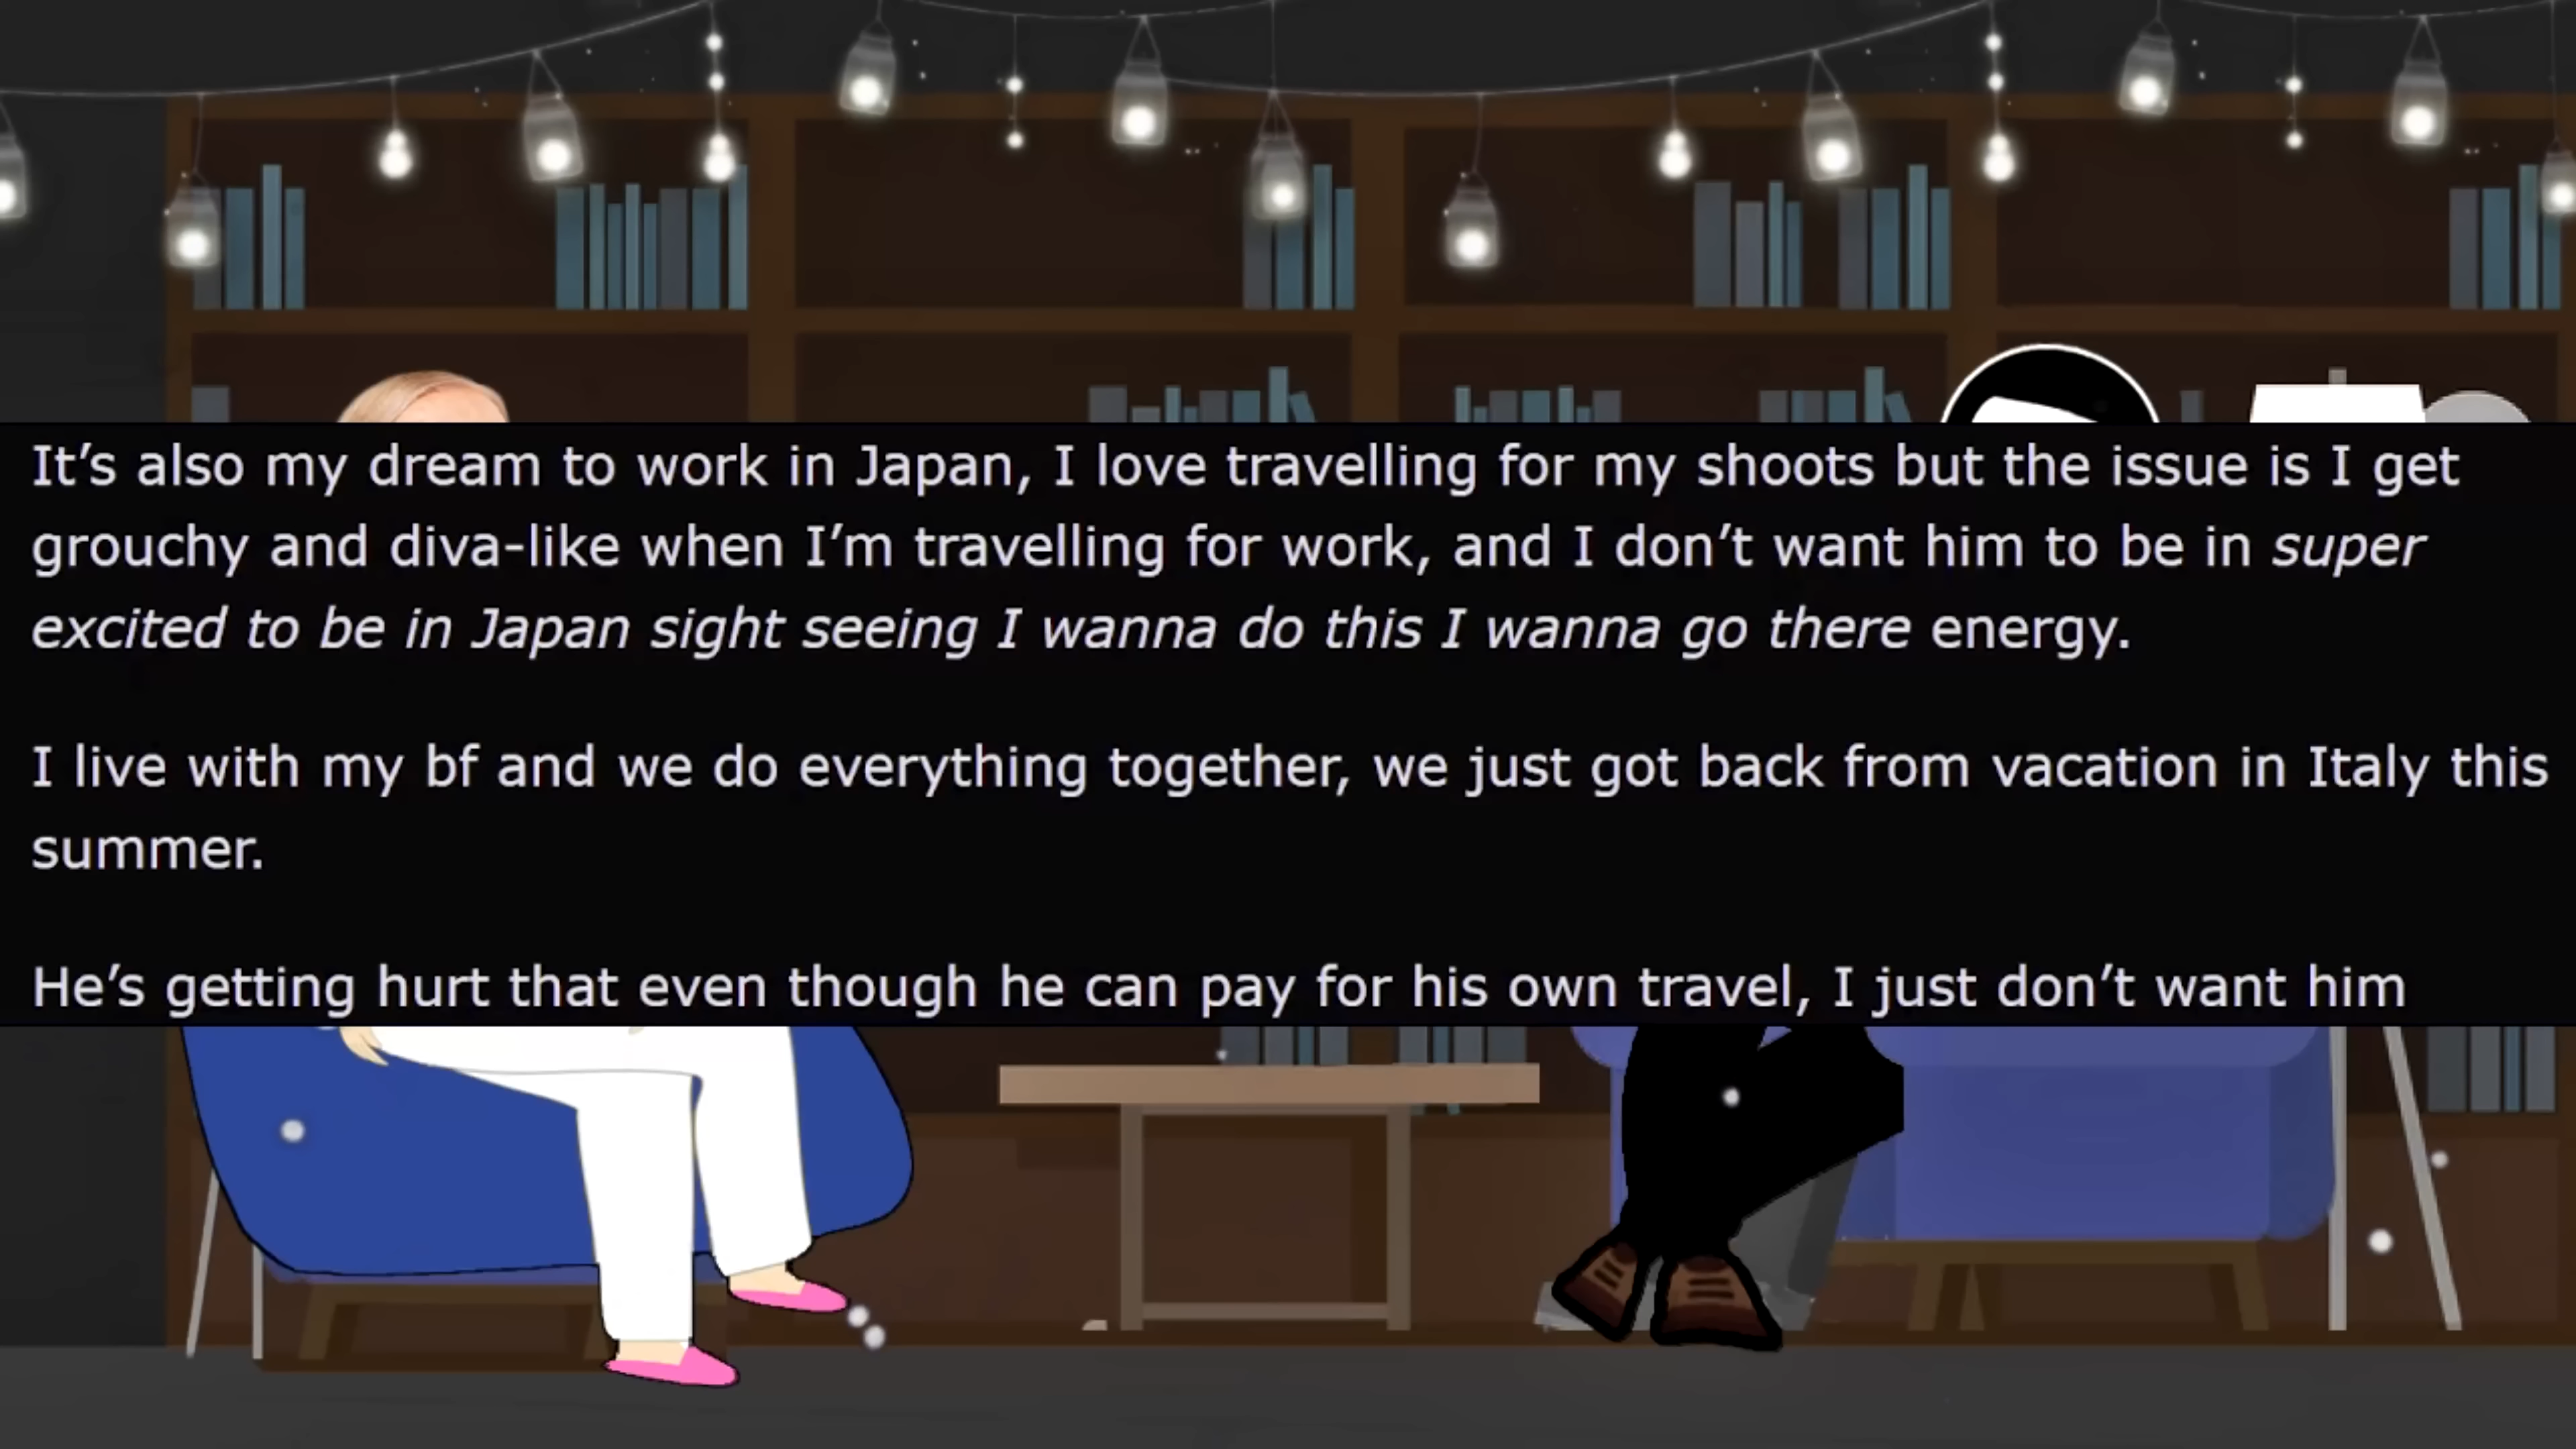 It’s also my dream to work in Japan, I love travelling for my shoots but the issue is I get
grouchy and diva-like when I’m travelling for work, and I don’t want him to be in super
excited to be in Japan sight seeing I wanna do this I wanna go there energy.
I live with my bf and we do everything together, we just got back from vacation in Italy this
summer.
He’s getting hurt that even though he can pay for his own travel, I just don’t want him